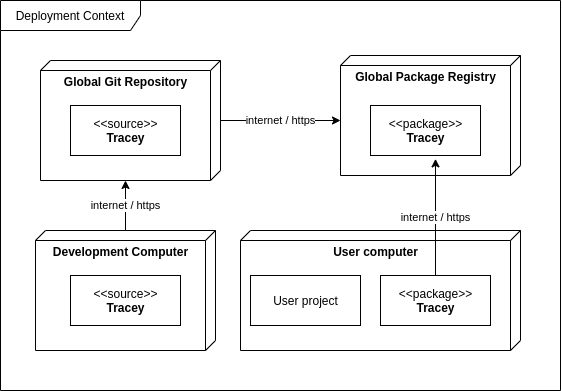 Deployment Context
Global Git Repository
<<source>>
Tracey
internet / https
Global Package Registry
<<package>>
Tracey
internet / https
internet / https
Development Computer
<<source>>
Tracey
User computer
User project
<<package>>
Tracey